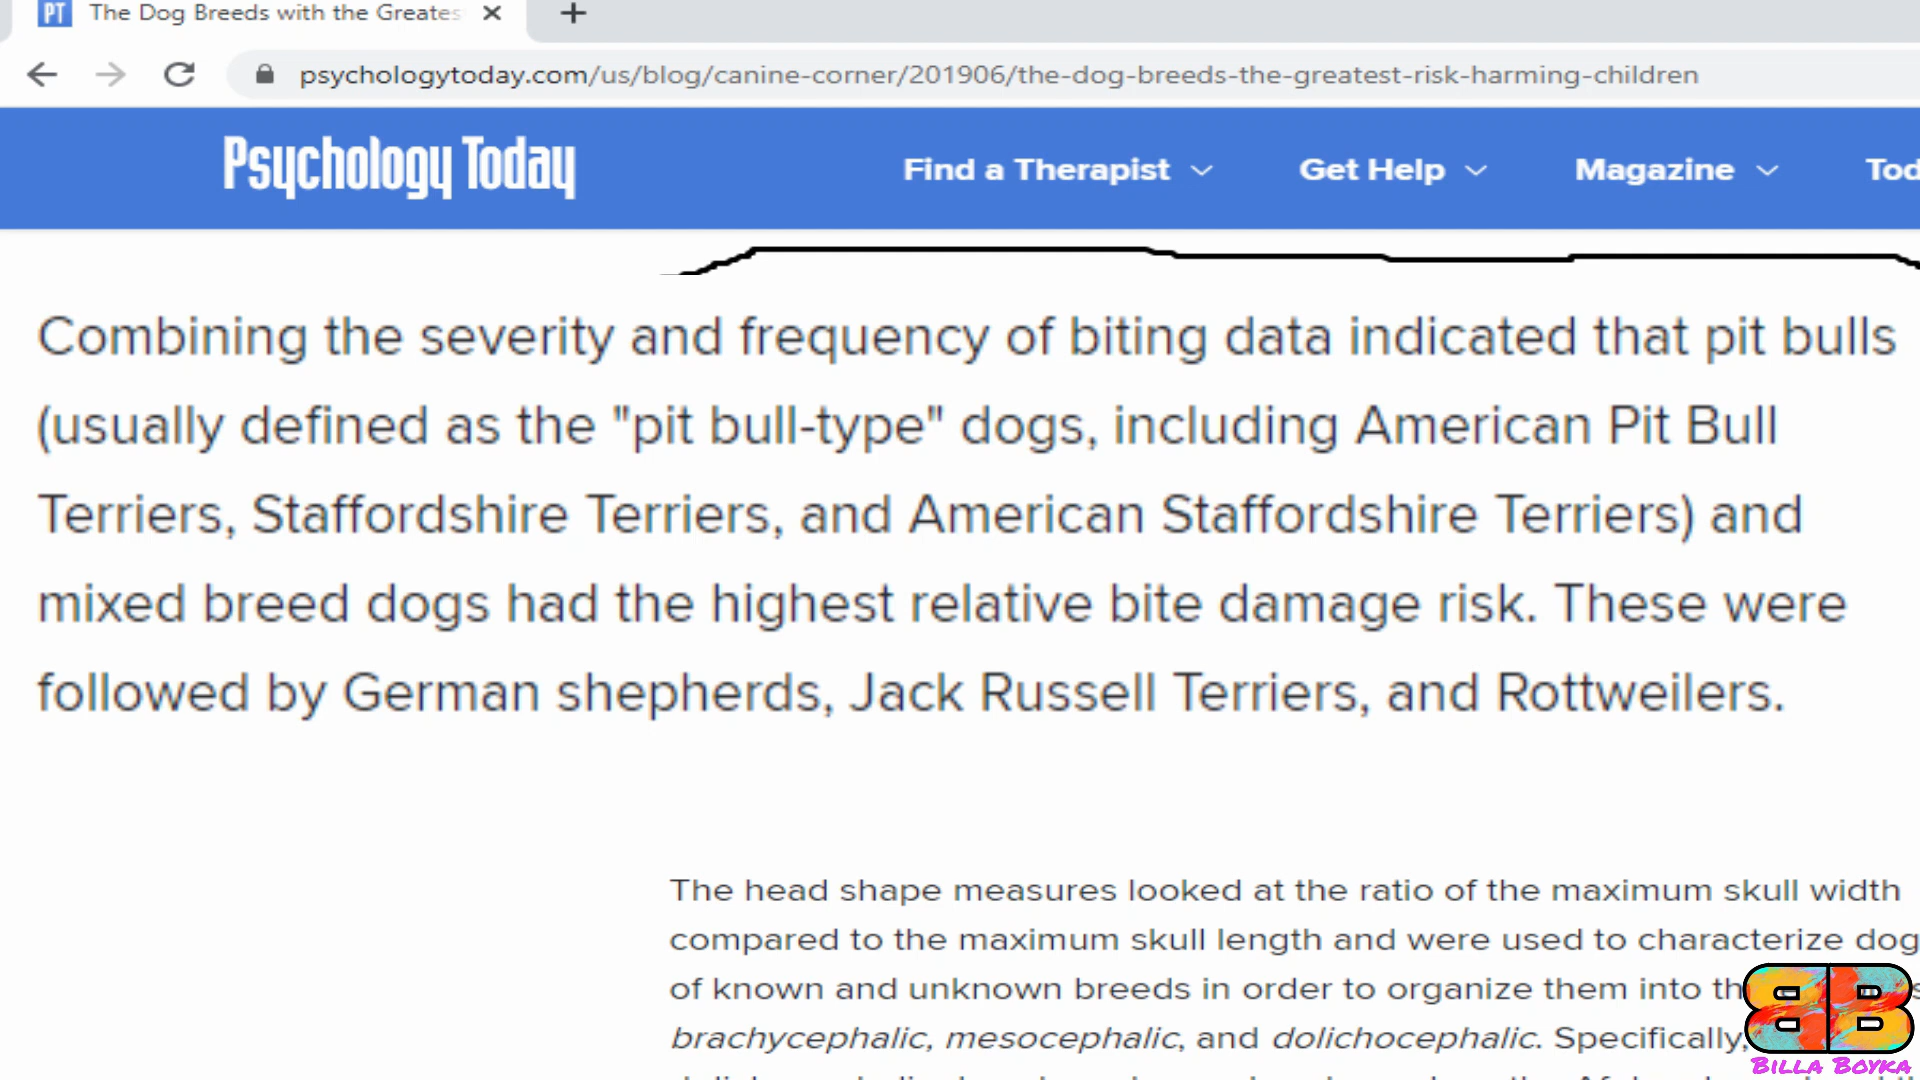 PT The Dog Breeds with the Greates
psychologytoday.com/us/blog/canine-corner/201906/the-dog-breeds-the-greatest-risk-harming-children
Psychology Today Find a Therapist Get Help Magazine Tod
Combining the severity and frequency of biting data indicated that pit bulls
(usually defined as the "pit bull-type" dogs, including American Pit Bull
Terriers, Staffordshire Terriers, and American Staffordshire Terriers) and
mixed breed dogs had the highest relative bite damage risk. These were
followed by German shepherds, Jack Russell Terriers, and Rottweilers.
The head shape measures looked at the ratio of the maximum skull width
compared to the maximum skull length and were used to characterize dog
of known and unknown breeds in order to organize them into th
brachycephalic, mesocephalic, and dolichocephalic. Specifically,
BB
Billa Boyka